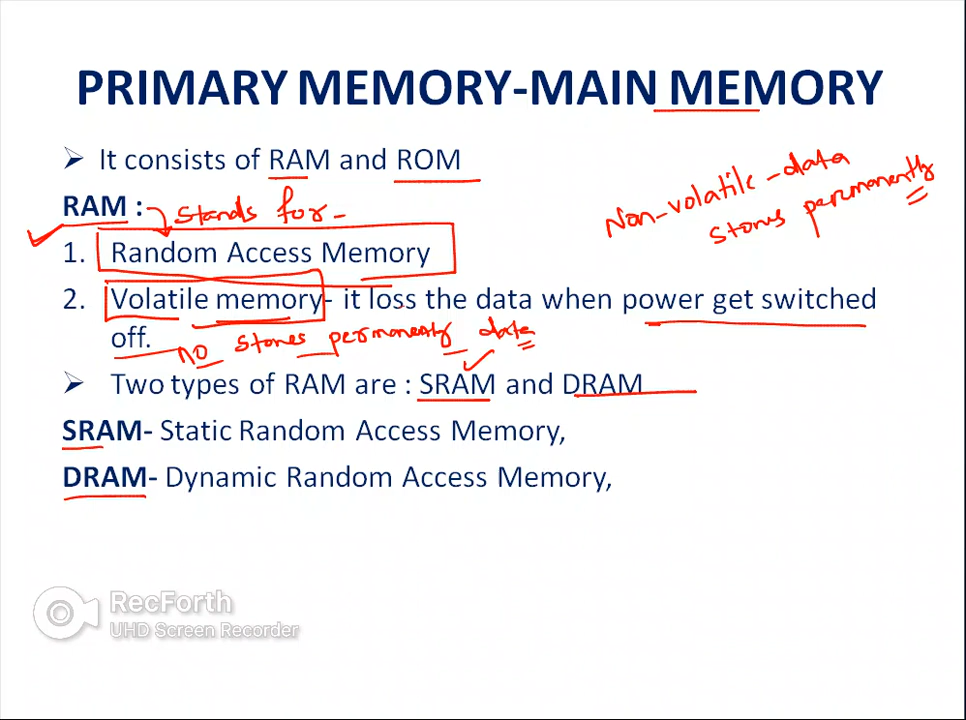 PRIMARY MEMORY-MAIN MEMORY
➢ It consists of RAM and ROM
Non-volatile - data
stores permanently
RAM : stands for -
1. Random Access Memory
2. Volatile memory- it loss the data when power get switched
off. no stores permanently data
➢ Two types of RAM are : SRAM and DRAM
SRAM- Static Random Access Memory,
DRAM- Dynamic Random Access Memory,
RecForth
UHD Screen Recorder